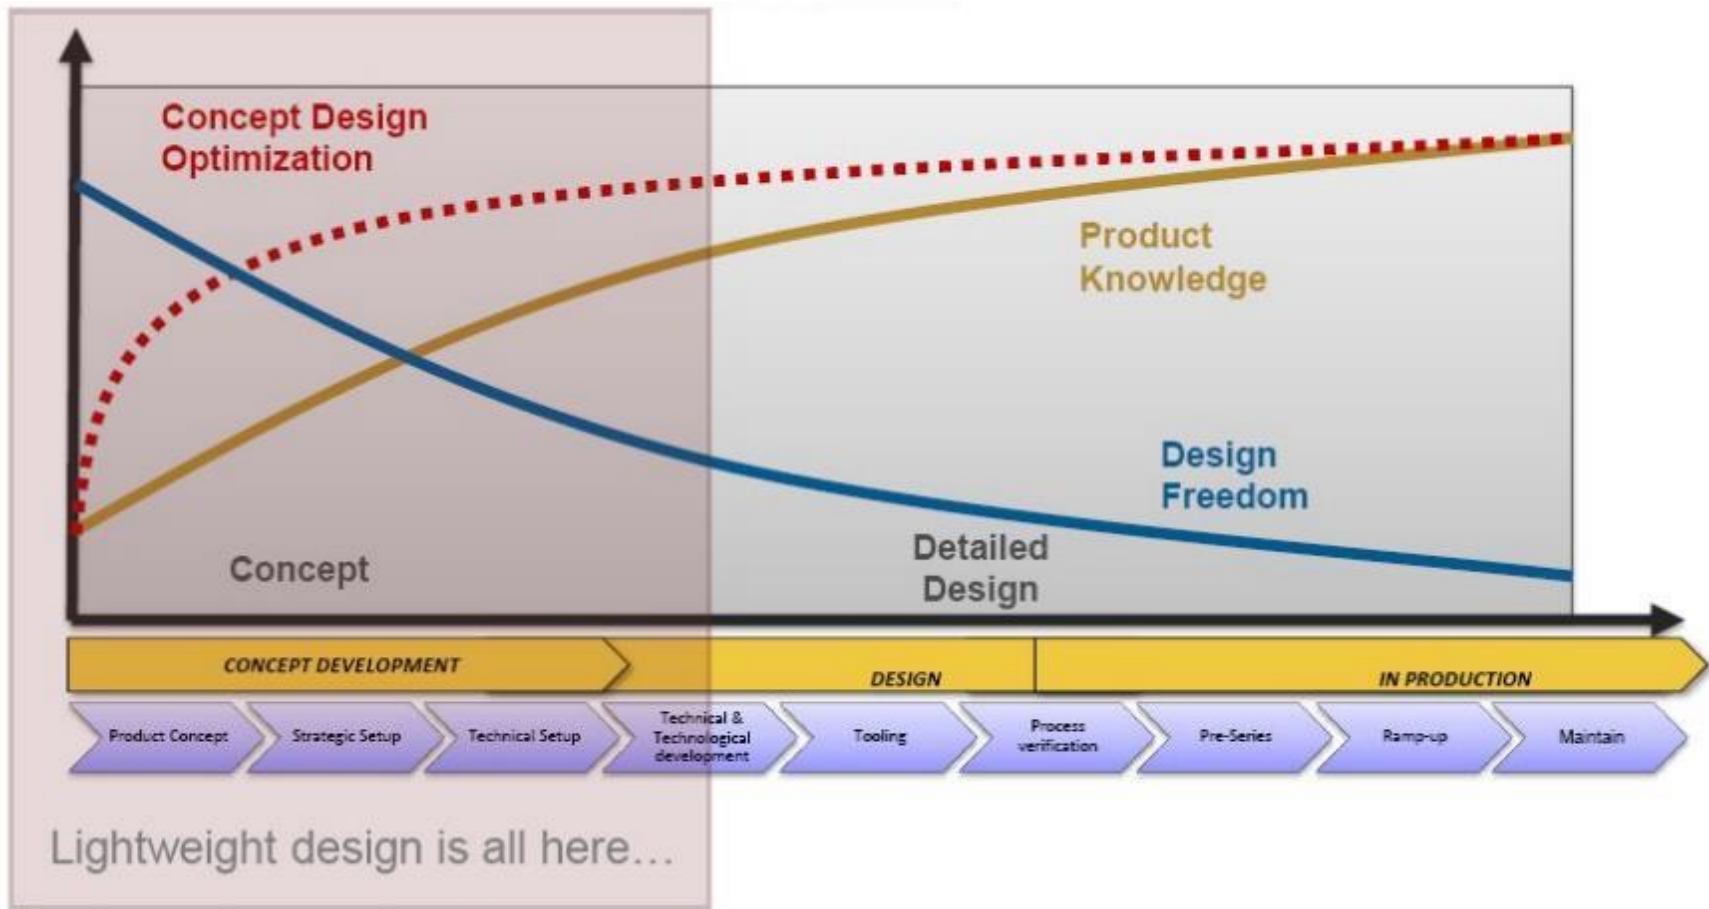 Concept Design
Optimization
Product
Knowledge
Design
Freedom
Concept
Detailed
Design
CONCEPT DEVELOPMENT
DESIGN
IN PRODUCTION
Product Concept
Strategic Setup
Technical Setup
Technical &
Technological
development
Tooling
Process
verification
Pre-Series
Ramp-up
Maintain
Lightweight design is all here...